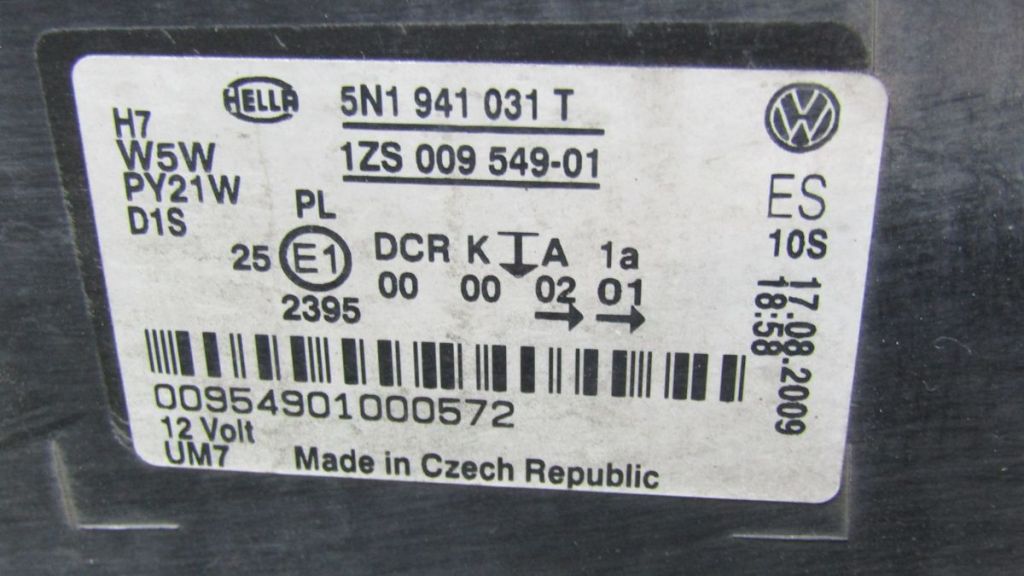 HELLA
5N1 941 031 T
1ZS 009 549-01
H7
W5W
PY21W
D1S
PL
25 E1
2395
DCR K A 1a
00 00 02 01
VW
ES
10S
17.08.2009
18:58
00954901000572
12 Volt
UM7
Made in Czech Republic